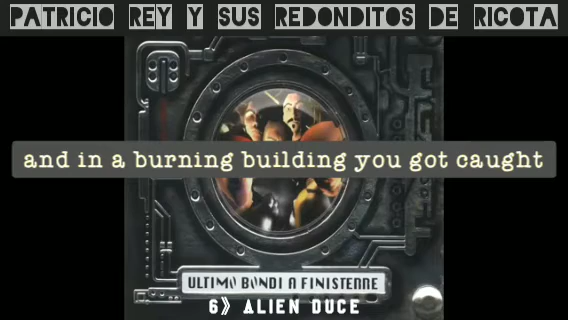 PATRICIO REY Y SUS REDONDITOS DE RICOTA
and in a burning building you got caught
ULTIMO BONDI A FINISTERRE
6》 ALIEN DUCE